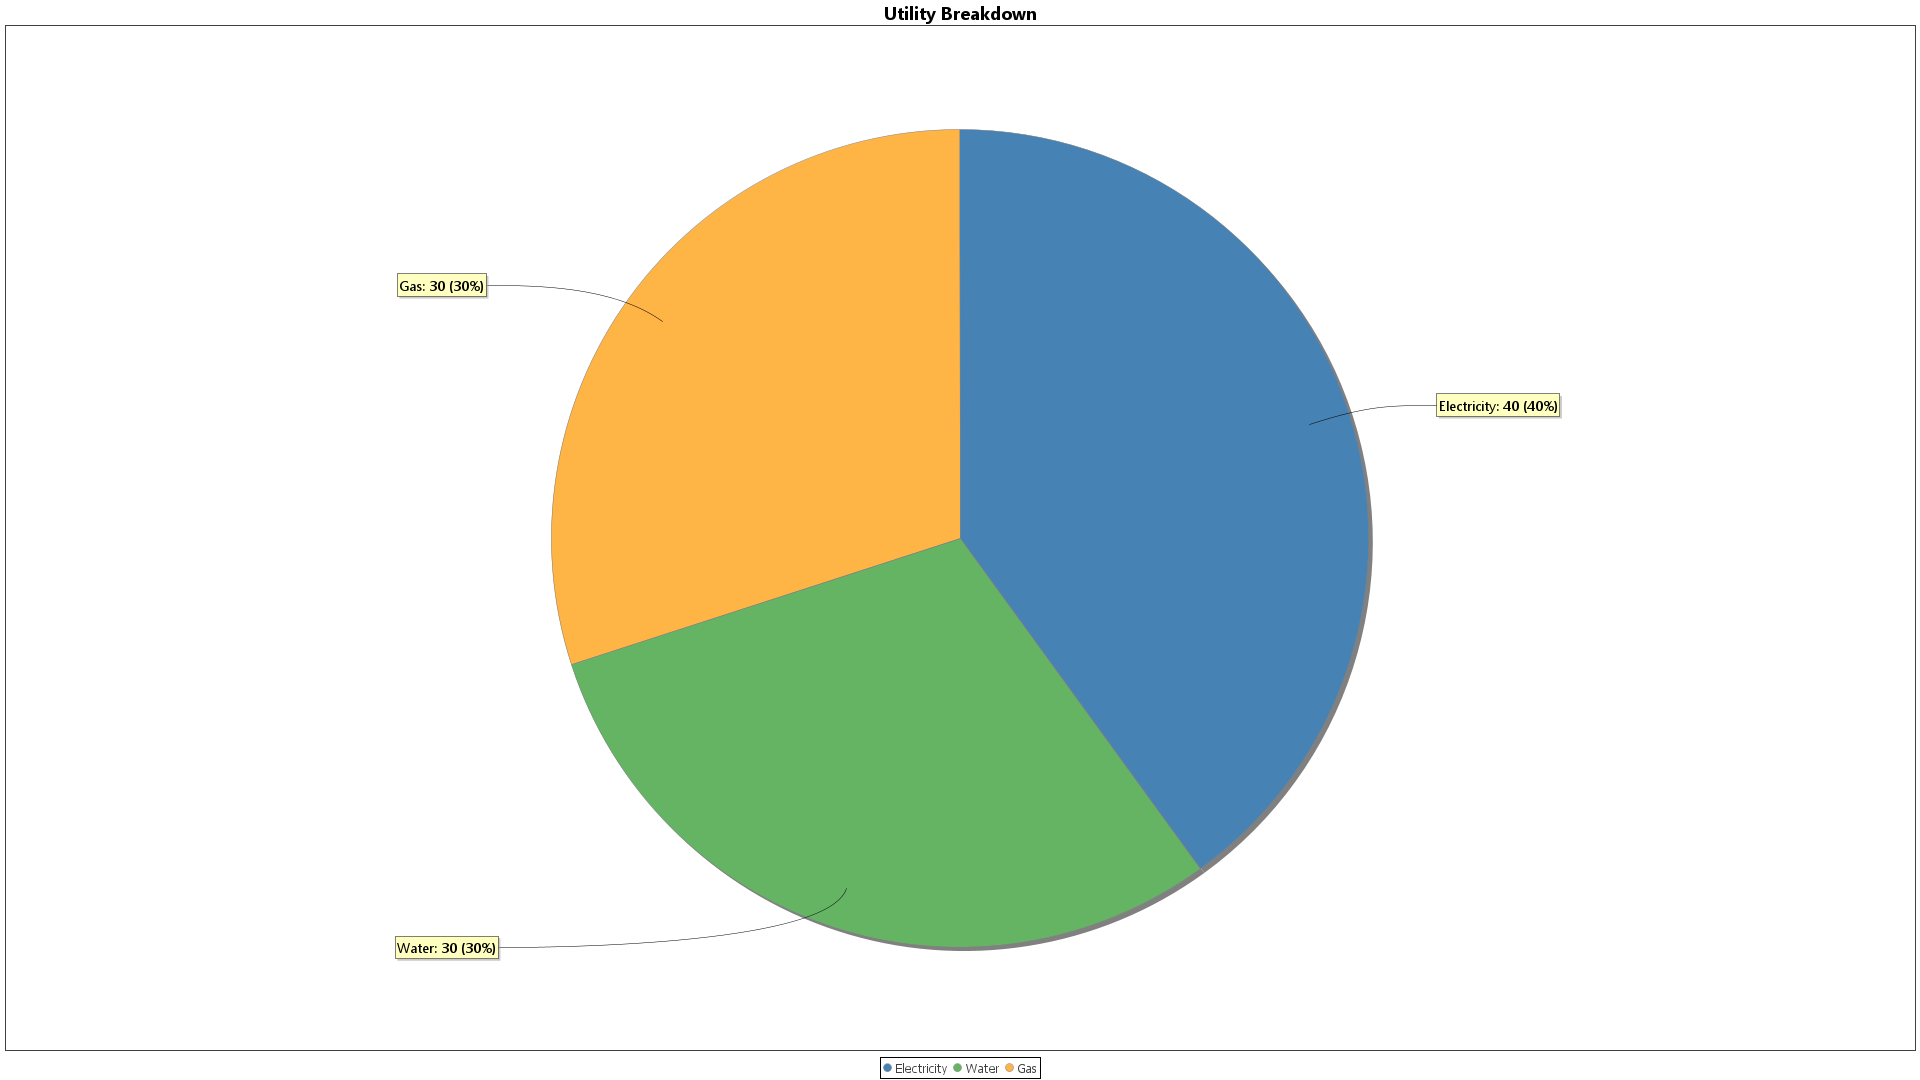 Utility Breakdown
Gas: 30 (30%)
Electricity: 40 (40%)
Water: 30 (30%)
Electricity Water Gas